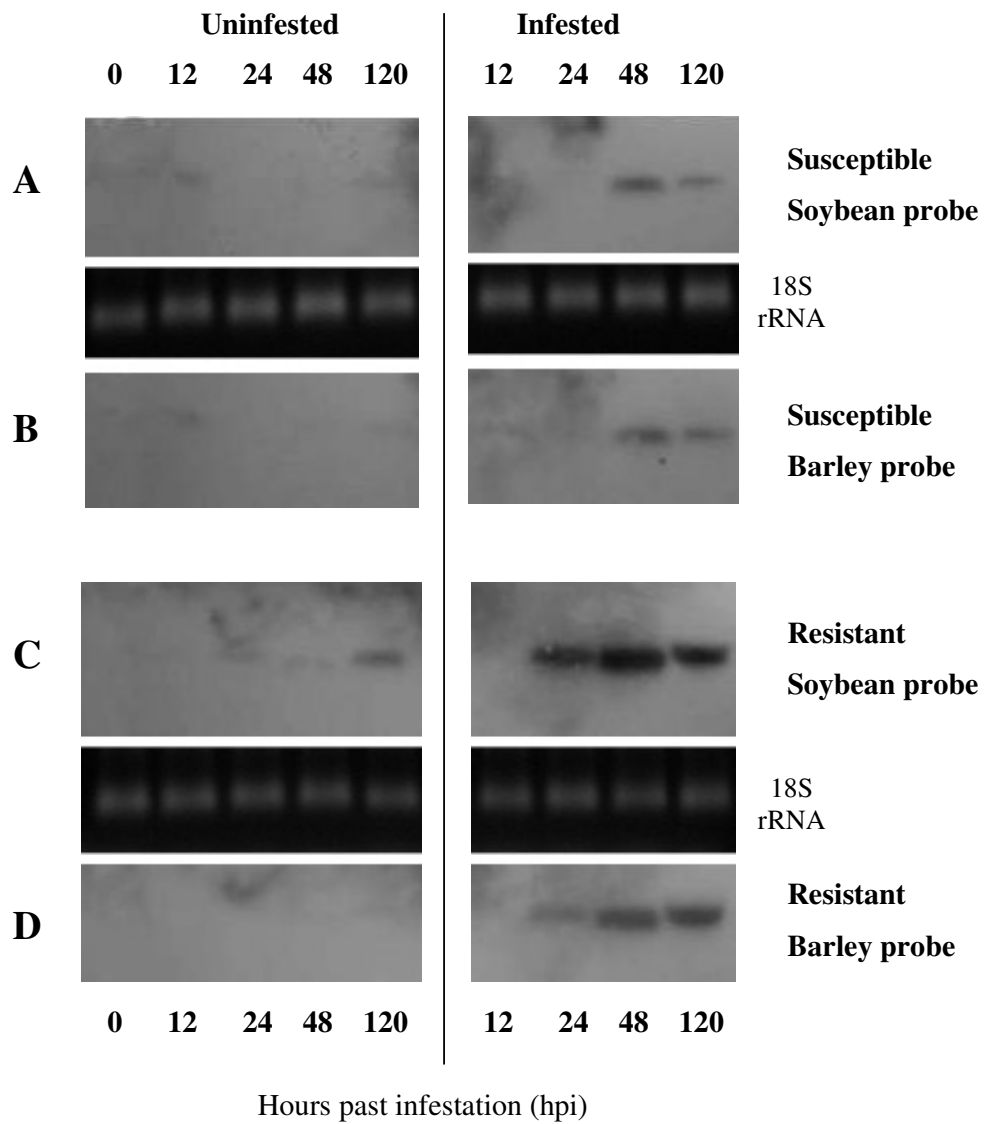 Uninfested Infested
0 12 24 48 120 12 24 48 120
A
Susceptible
Soybean probe
18S
rRNA
B
Susceptible
Barley probe
C
Resistant
Soybean probe
18S
rRNA
D
Resistant
Barley probe
0 12 24 48 120 12 24 48 120
Hours past infestation (hpi)